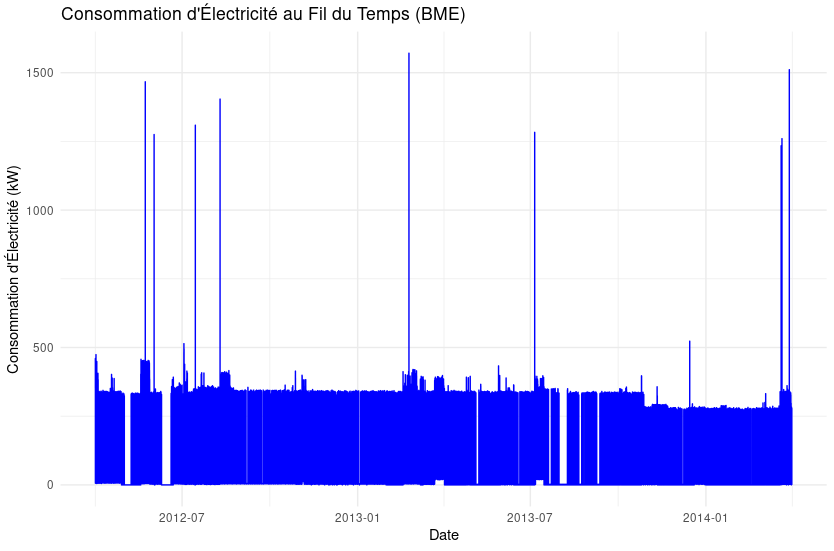 Consommation d'Électricité au Fil du Temps (BME)
Consommation d'Électricité (kW)
1500
1000
500
0
2012-07
2013-01
2013-07
2014-01
Date